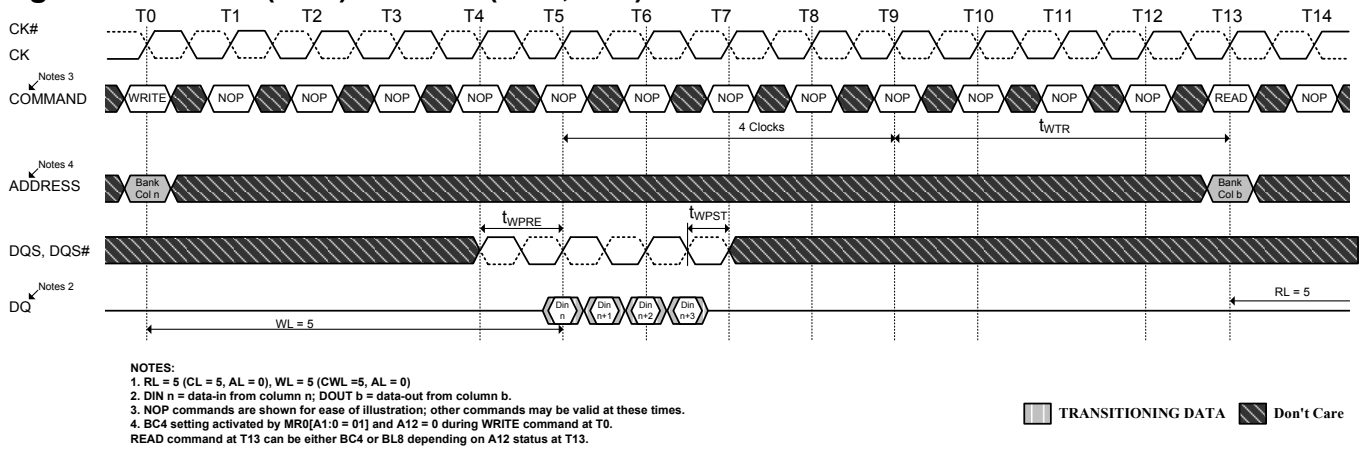 T0 T1 T2 T3 T4 T5 T6 T7 T8 T9 T10 T11 T12 T13 T14
CK#
CK
Notes 3
COMMAND
WRITE NOP NOP NOP NOP NOP NOP NOP NOP NOP NOP NOP NOP READ NOP
4 Clocks
tWTR
Notes 4
ADDRESS
Bank
Col n
Bank
Col b
tWPRE
tWPST
DQS, DQS#
Notes 2
DQ
Din
n
Din
n+1
Din
n+2
Din
n+3
WL = 5
RL = 5
NOTES:
1. RL = 5 (CL = 5, AL = 0), WL = 5 (CWL =5, AL = 0)
2. DIN n = data-in from column n; DOUT b = data-out from column b.
3. NOP commands are shown for ease of illustration; other commands may be valid at these times.
4. BC4 setting activated by MR0[A1:0 = 01] and A12 = 0 during WRITE command at T0.
READ command at T13 can be either BC4 or BL8 depending on A12 status at T13.
TRANSITIONING DATA
Don't Care